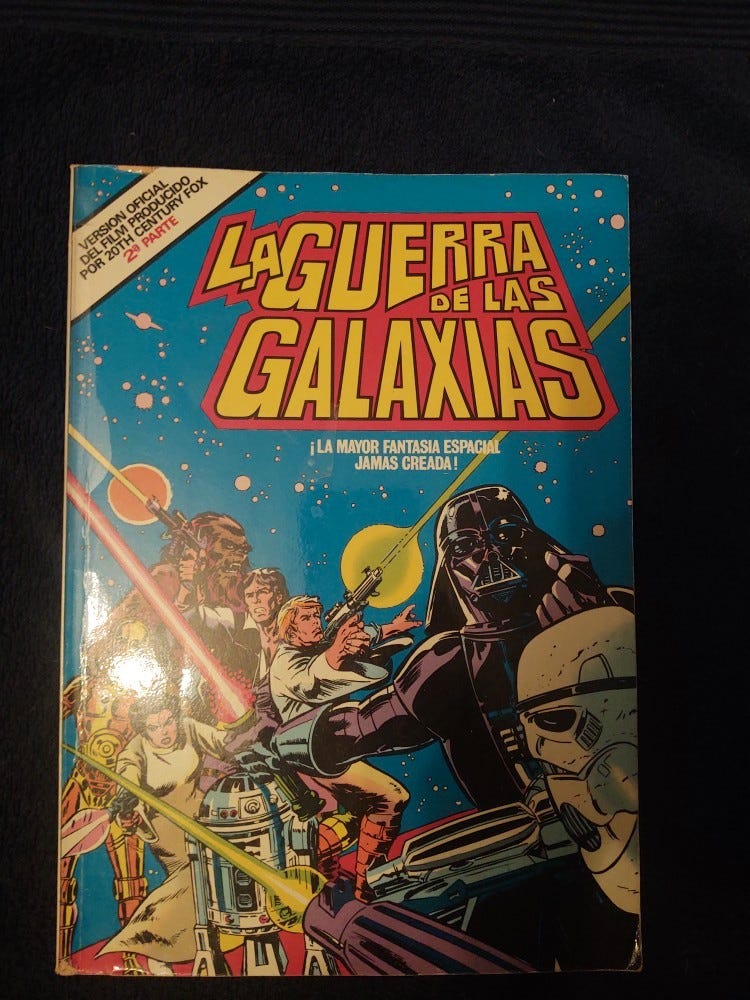 VERSION OFICIAL
DEL FILM PRODUCIDO
POR 20TH CENTURY FOX
2ª PARTE
LA GUERRA
DE LAS
GALAXIAS
¡LA MAYOR FANTASIA ESPACIAL
JAMAS CREADA!